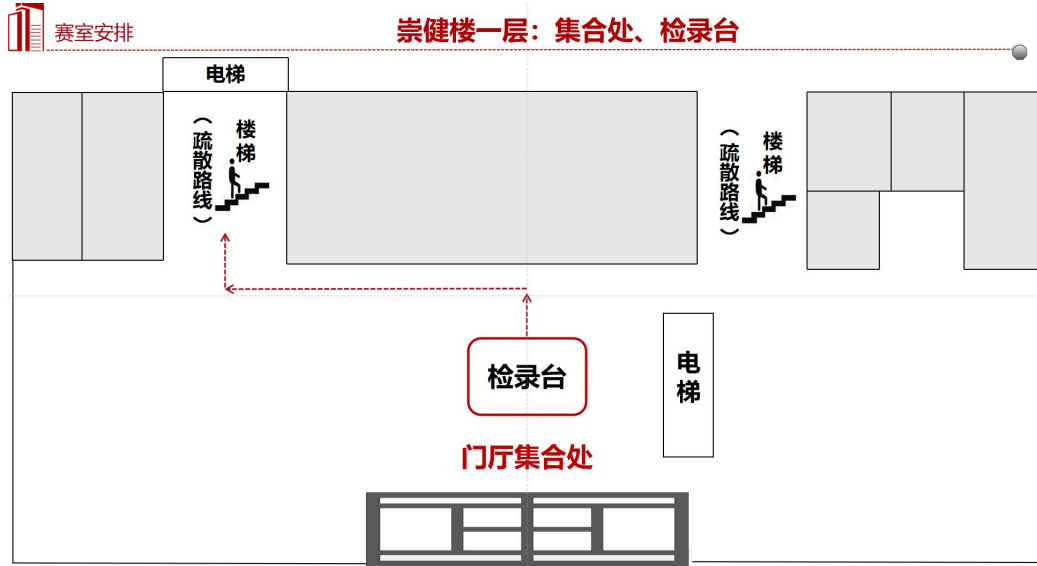 赛室安排
崇健楼一层：集合处、检录台
电梯
楼梯
（疏散路线）
楼梯
（疏散路线）
检录台
电梯
门厅集合处